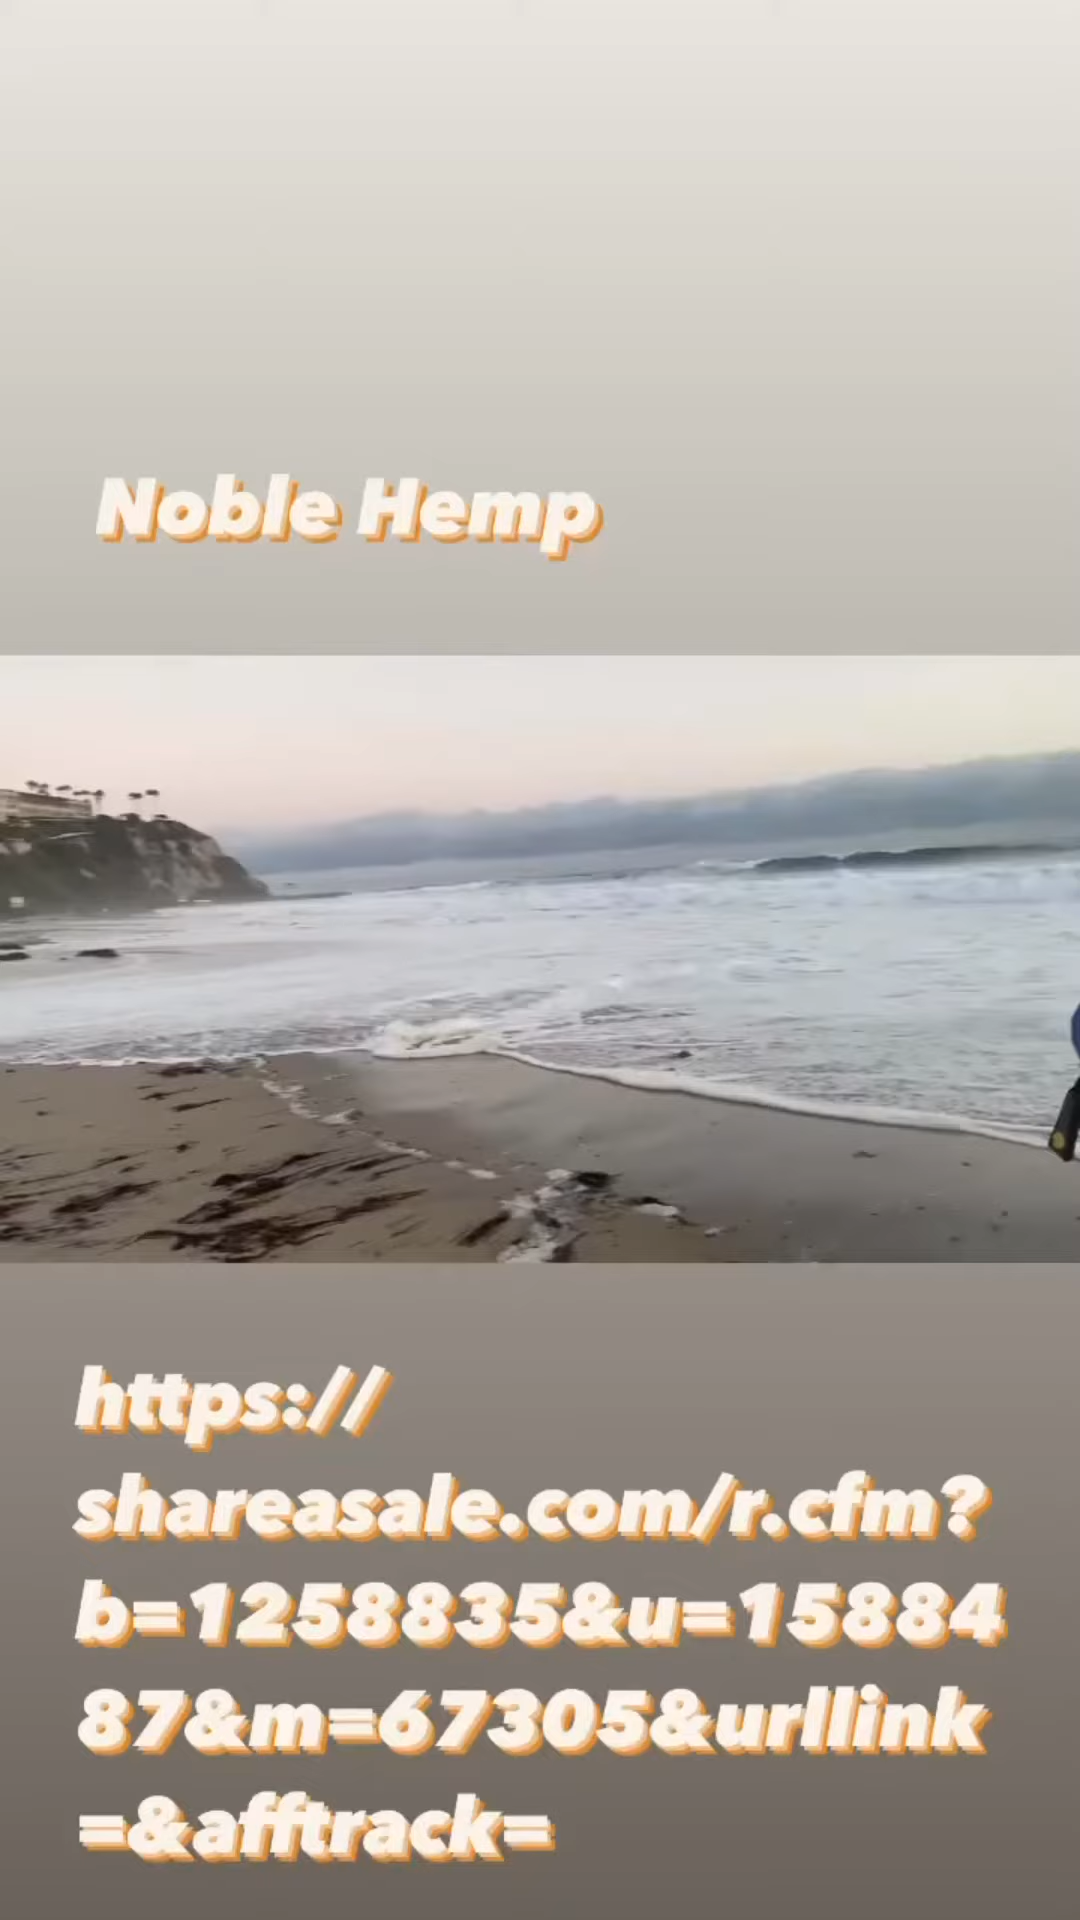 Noble Hemp
https://
shareasale.com/r.cfm?
b=1258835&u=15884
87&m=67305&urllink
=&afftrack=